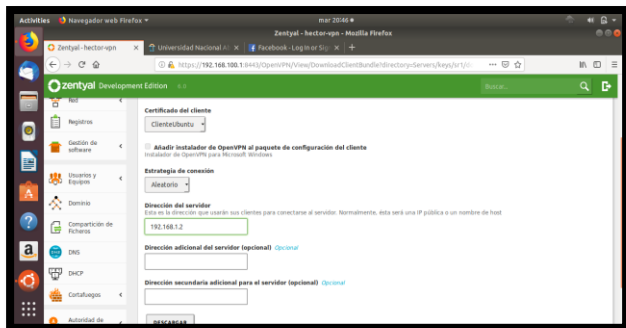 Activities Navegador web Firefox mar 20:46
Zentyal - hector-vpn - Mozilla Firefox
Zentyal - hector-vpn Universidad Nacional Facebook - Log In or Sig
https://192.168.100.1:8443/OpenVPN/View/DownloadClientBundle?directory=Servers/keys/
zentyal Development Edition Buscar...
Red
Registros
Gestión de
software
Usuarios y
Equipos
Dominio
Compartición de
Ficheros
DNS
DHCP
Cortafuegos
Autoridad de
Certificado del cliente
ClienteUbuntu
Añadir instalador de OpenVPN al paquete de configuración del cliente
Instalador de OpenVPN para Microsoft Windows
Estrategia de conexión
Aleatorio
Dirección del servidor
Esta es la dirección que usarán sus clientes para conectarse al servidor. Normalmente, ésta será una IP pública o un nombre de host
192.168.1.2
Dirección adicional del servidor (opcional) Opcional
Dirección secundaria adicional para el servidor (opcional) Opcional
DESCARGAR